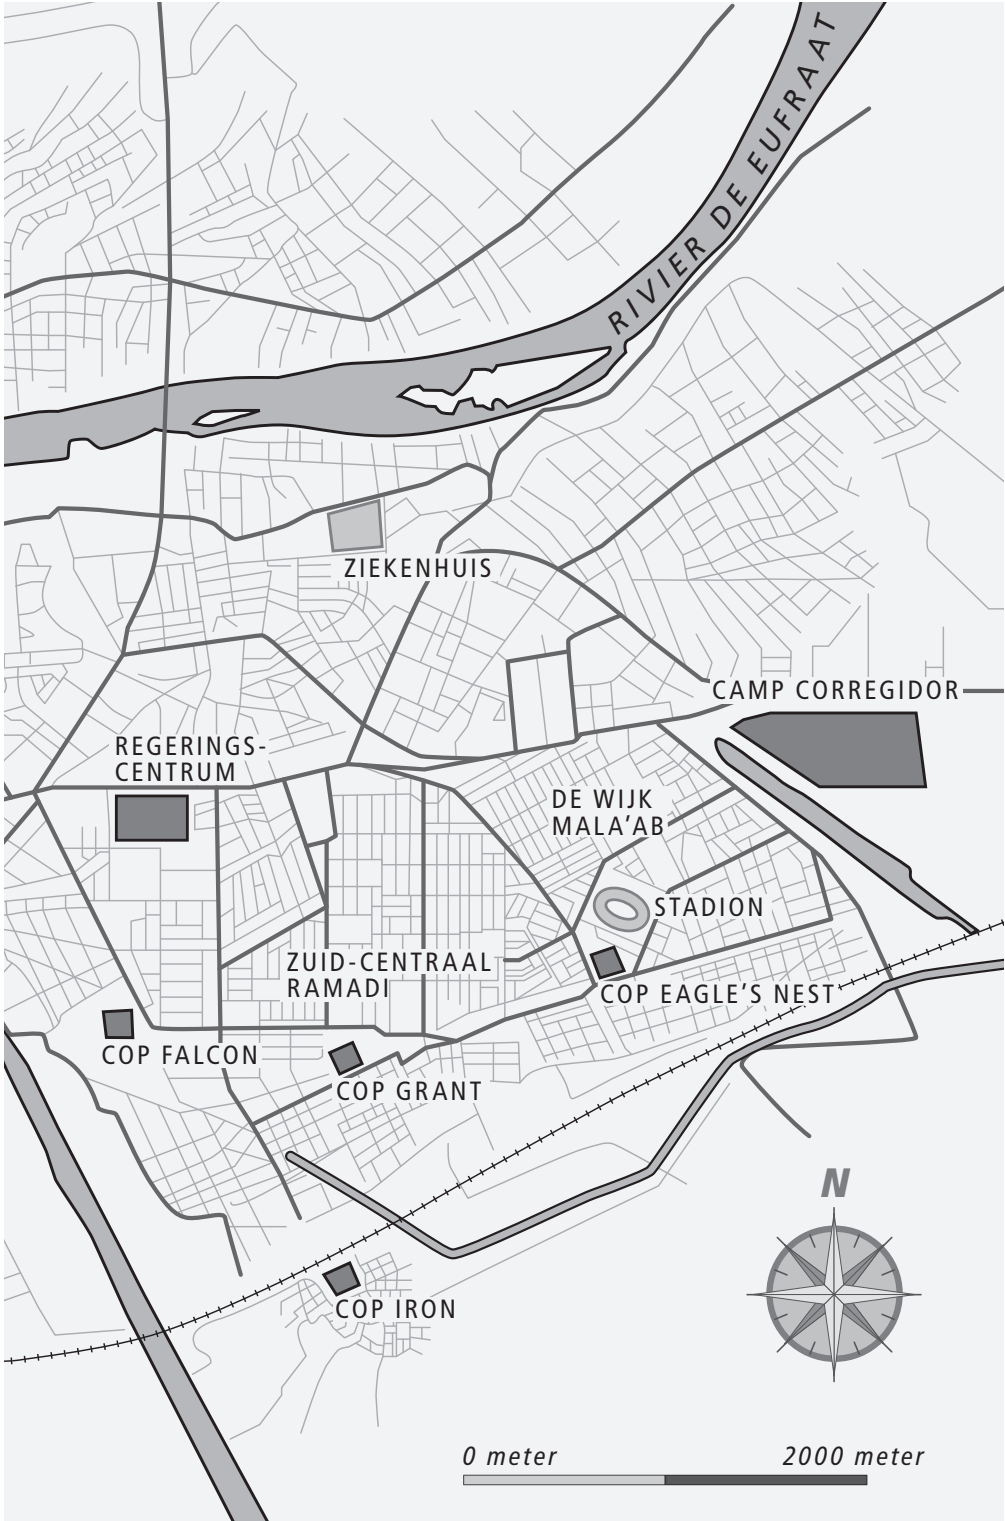 RIVIER DE EUFRAAT
ZIEKENHUIS
CAMP CORREGIDOR
REGERINGS-
CENTRUM
DE WIJK
MALA’AB
STADION
ZUID-CENTRAAL
RAMADI
COP EAGLE’S NEST
COP FALCON
COP GRANT
N
COP IRON
0 meter 2000 meter